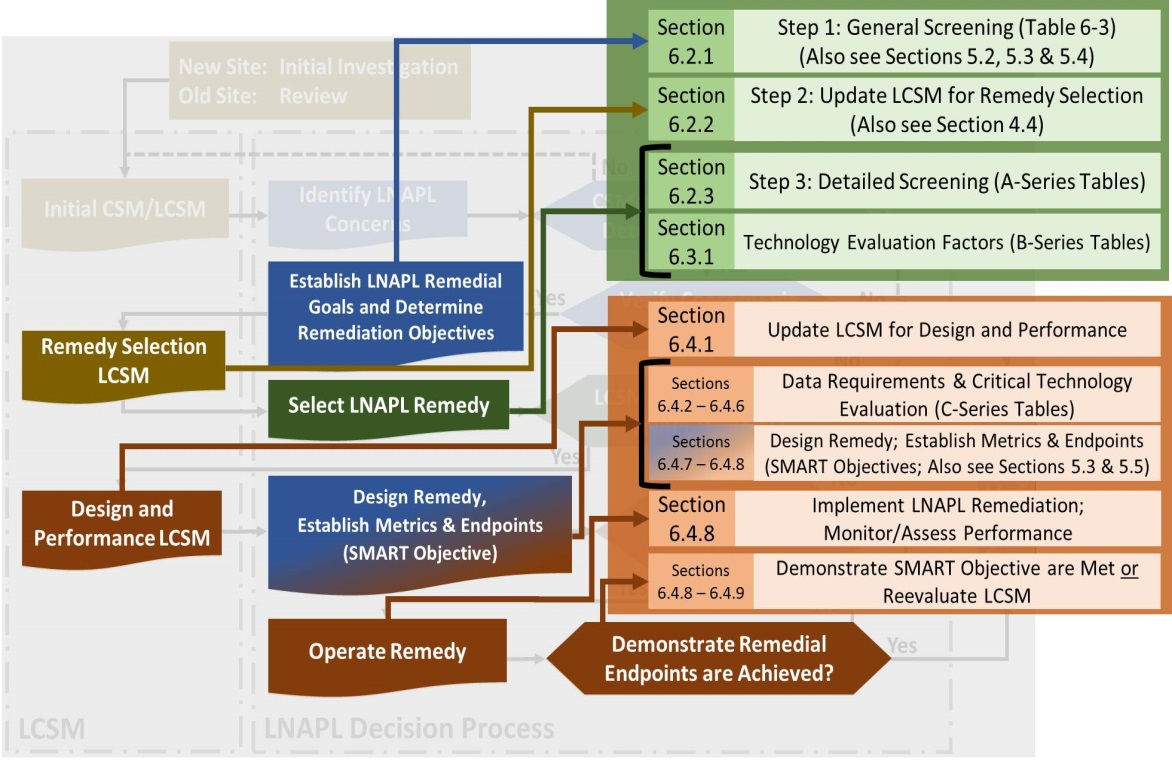 Section
6.2.1
Step 1: General Screening (Table 6-3)
(Also see Sections 5.2, 5.3 & 5.4)
Section
6.2.2
Step 2: Update LCSM for Remedy Selection
(Also see Section 4.4)
Section
6.2.3
Step 3: Detailed Screening (A-Series Tables)
Section
6.3.1
Technology Evaluation Factors (B-Series Tables)
New Site: Initial Investigation
Old Site: Review
No
Initial CSM/LCSM
Identify LNAPL
Concerns
Establish LNAPL Remedial
Goals and Determine
Remediation Objectives
Yes
No
Remedy Selection
LCSM
Select LNAPL Remedy
Yes
Section
6.4.1
Update LCSM for Design and Performance
Sections
6.4.2 – 6.4.6
Data Requirements & Critical Technology
Evaluation (C-Series Tables)
Sections
6.4.7 – 6.4.8
Design Remedy; Establish Metrics & Endpoints
(SMART Objectives; Also see Sections 5.3 & 5.5)
Design and
Performance LCSM
Design Remedy,
Establish Metrics & Endpoints
(SMART Objective)
Section
6.4.8
Implement LNAPL Remediation;
Monitor/Assess Performance
Sections
6.4.8 – 6.4.9
Demonstrate SMART Objective are Met or
Reevaluate LCSM
Operate Remedy
Demonstrate Remedial
Endpoints are Achieved?
Yes
LCSM
LNAPL Decision Process